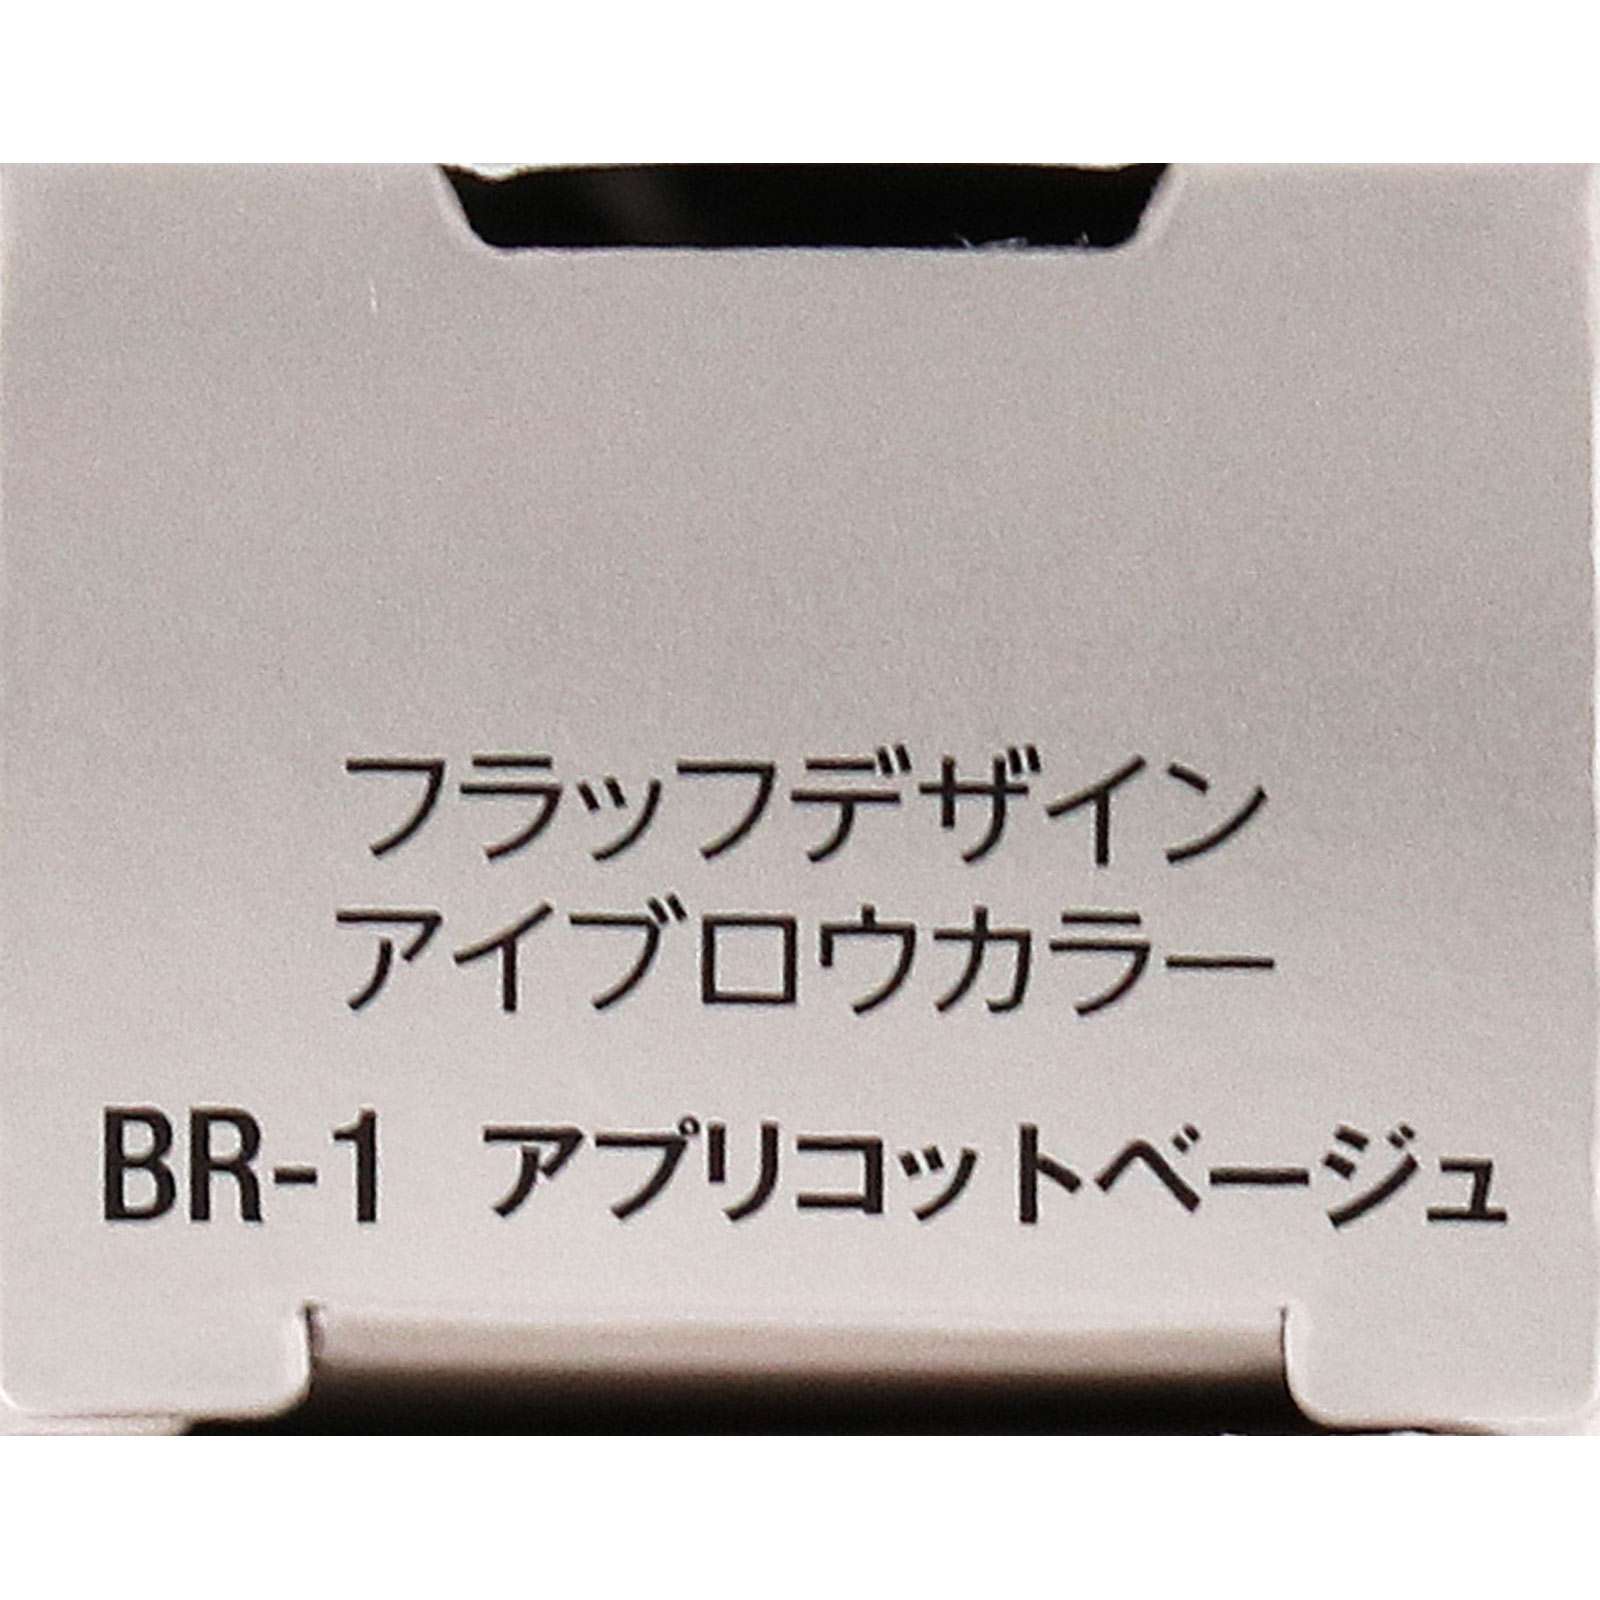 フラッフデザイン
アイブロウカラー
BR-1 アプリコットベージュ